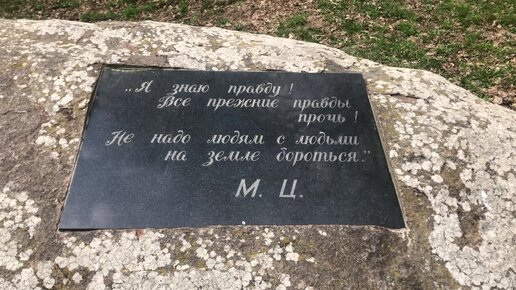 „Я знаю правду!
Все прежние правды
прочь!
Не надо людям с людьми
на земле бороться."
М. Ц.